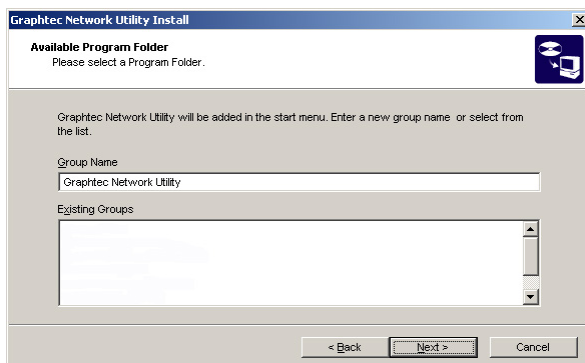 Graphtec Network Utility Install
Available Program Folder
Please select a Program Folder.
Graphtec Network Utility will be added in the start menu. Enter a new group name or select from
the list.
Group Name
Graphtec Network Utility
Existing Groups
< Back Next > Cancel